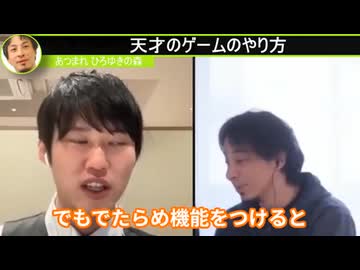 天才のゲームのやり方
あつまれ ひろゆきの森
でもでたらめ機能をつけると